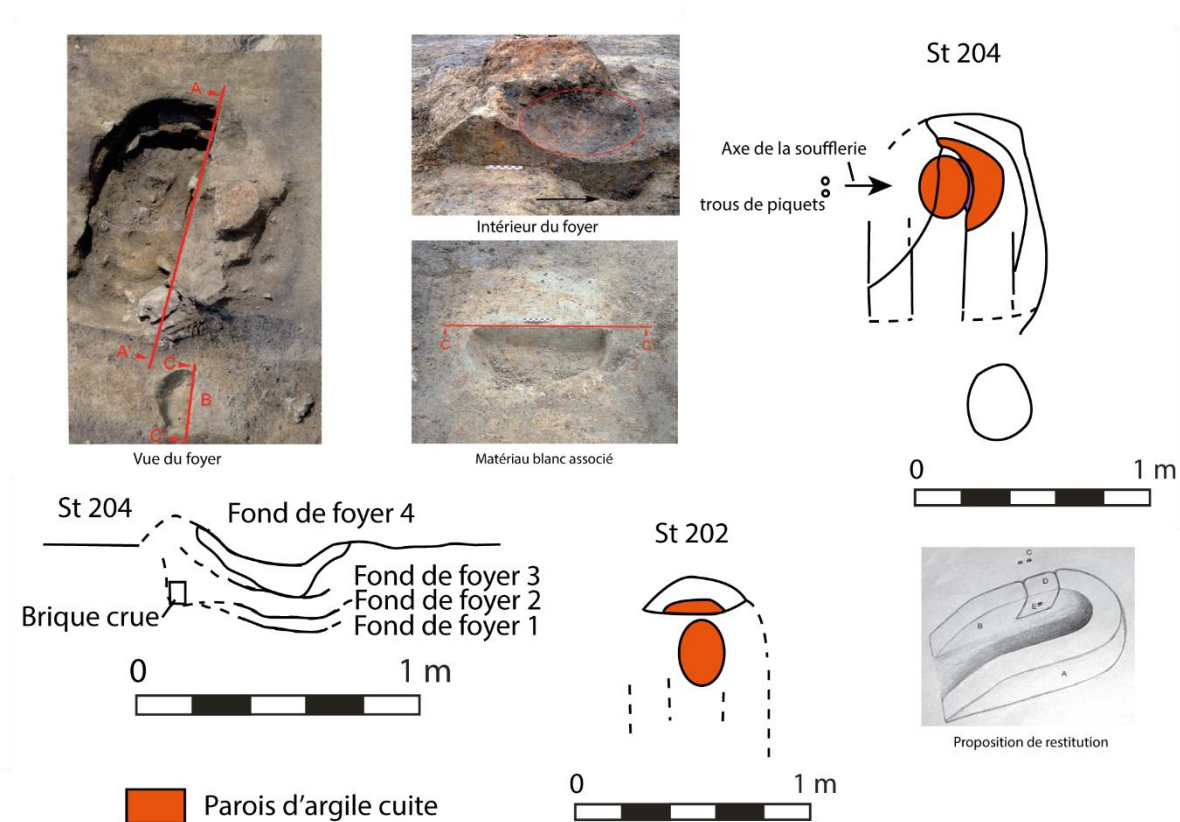 A
A'
C
B
C'
Vue du foyer
Intérieur du foyer
C
C'
Matériau blanc associé
St 204
Axe de la soufflerie
trous de piquets
0 1 m
St 204
Fond de foyer 4
Fond de foyer 3
Fond de foyer 2
Fond de foyer 1
Brique crue
0 1 m
Parois d'argile cuite
St 202
0 1 m
C
D
E
B
A
Proposition de restitution